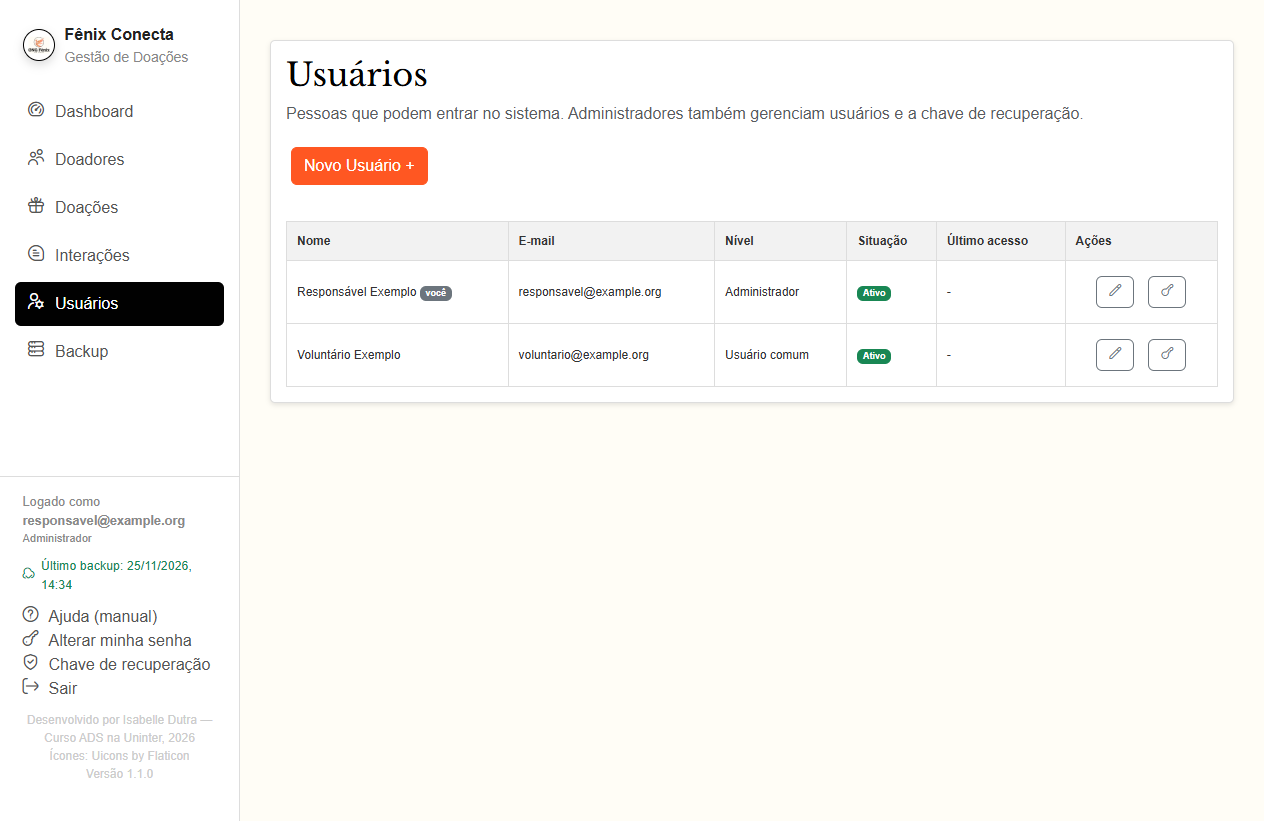 Fênix Conecta
Gestão de Doações
Dashboard
Doadores
Doações
Interações
Usuários
Backup
Logado como
responsavel@example.org
Administrador
Último backup: 25/11/2026,
14:34
Ajuda (manual)
Alterar minha senha
Chave de recuperação
Sair
Desenvolvido por Isabelle Dutra —
Curso ADS na Uninter, 2026
Ícones: Uicons by Flaticon
Versão 1.1.0
Usuários
Pessoas que podem entrar no sistema. Administradores também gerenciam usuários e a chave de recuperação.
Novo Usuário +
Nome E-mail Nível Situação Último acesso Ações
Responsável Exemplo você responsavel@example.org Administrador Ativo -
Voluntário Exemplo voluntario@example.org Usuário comum Ativo -